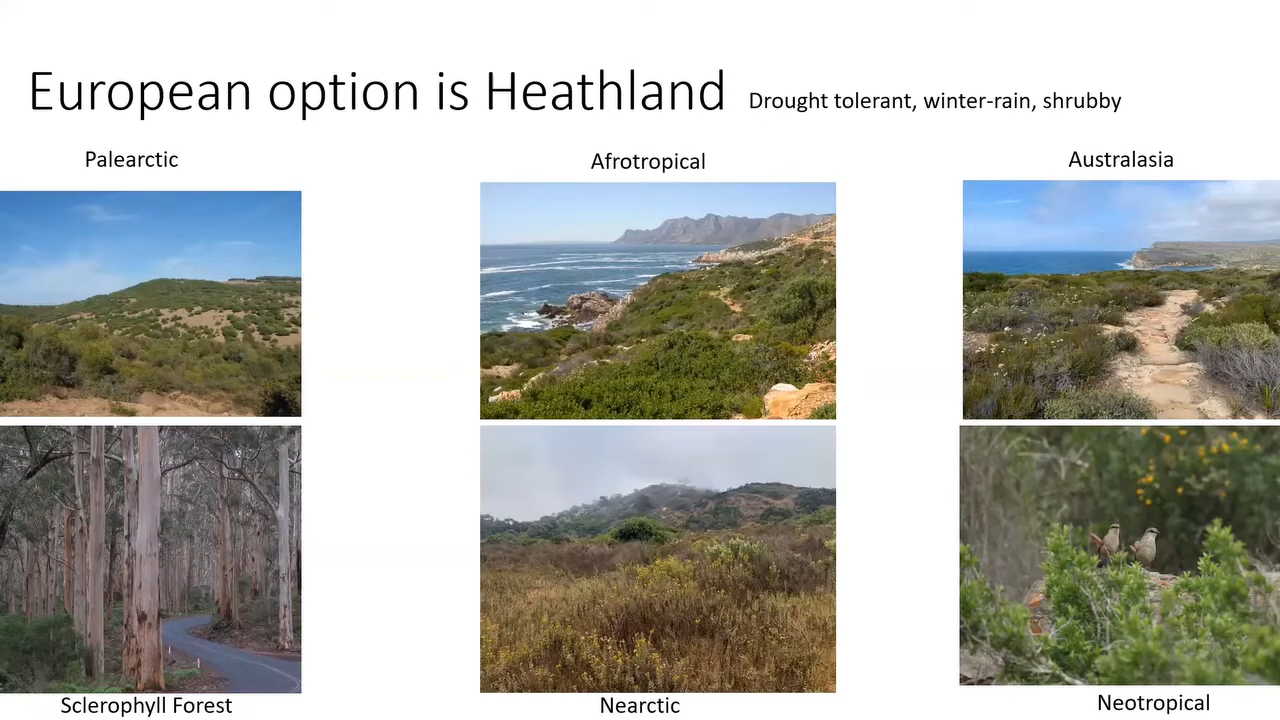 European option is Heathland Drought tolerant, winter-rain, shrubby
Palearctic
Afrotropical
Australasia
Sclerophyll Forest
Nearctic
Neotropical